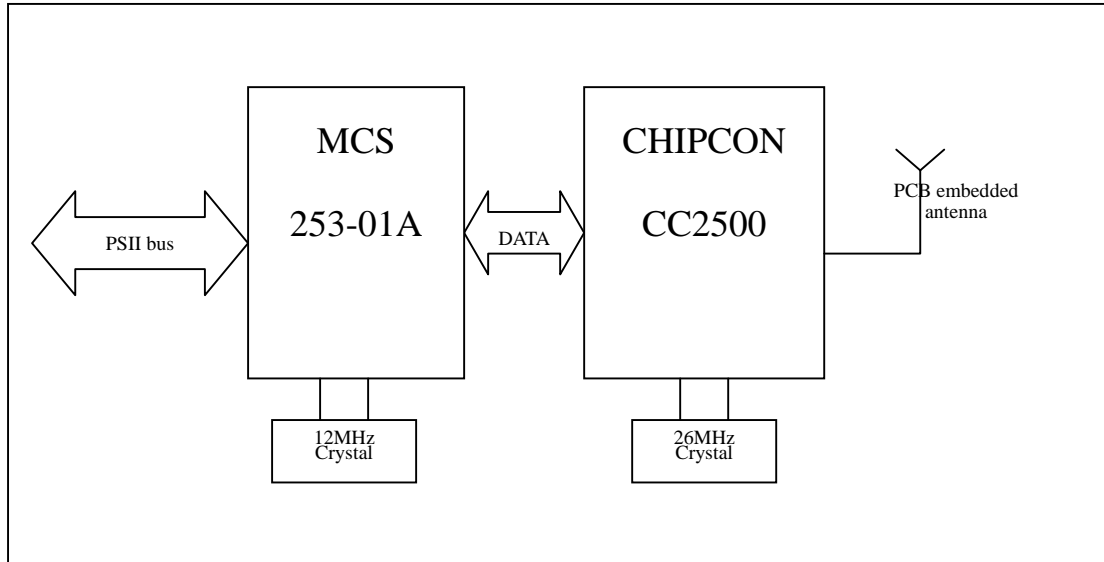 MCS
253-01A
CHIPCON
CC2500
PSII bus
DATA
PCB embedded
antenna
12MHz
Crystal
26MHz
Crystal